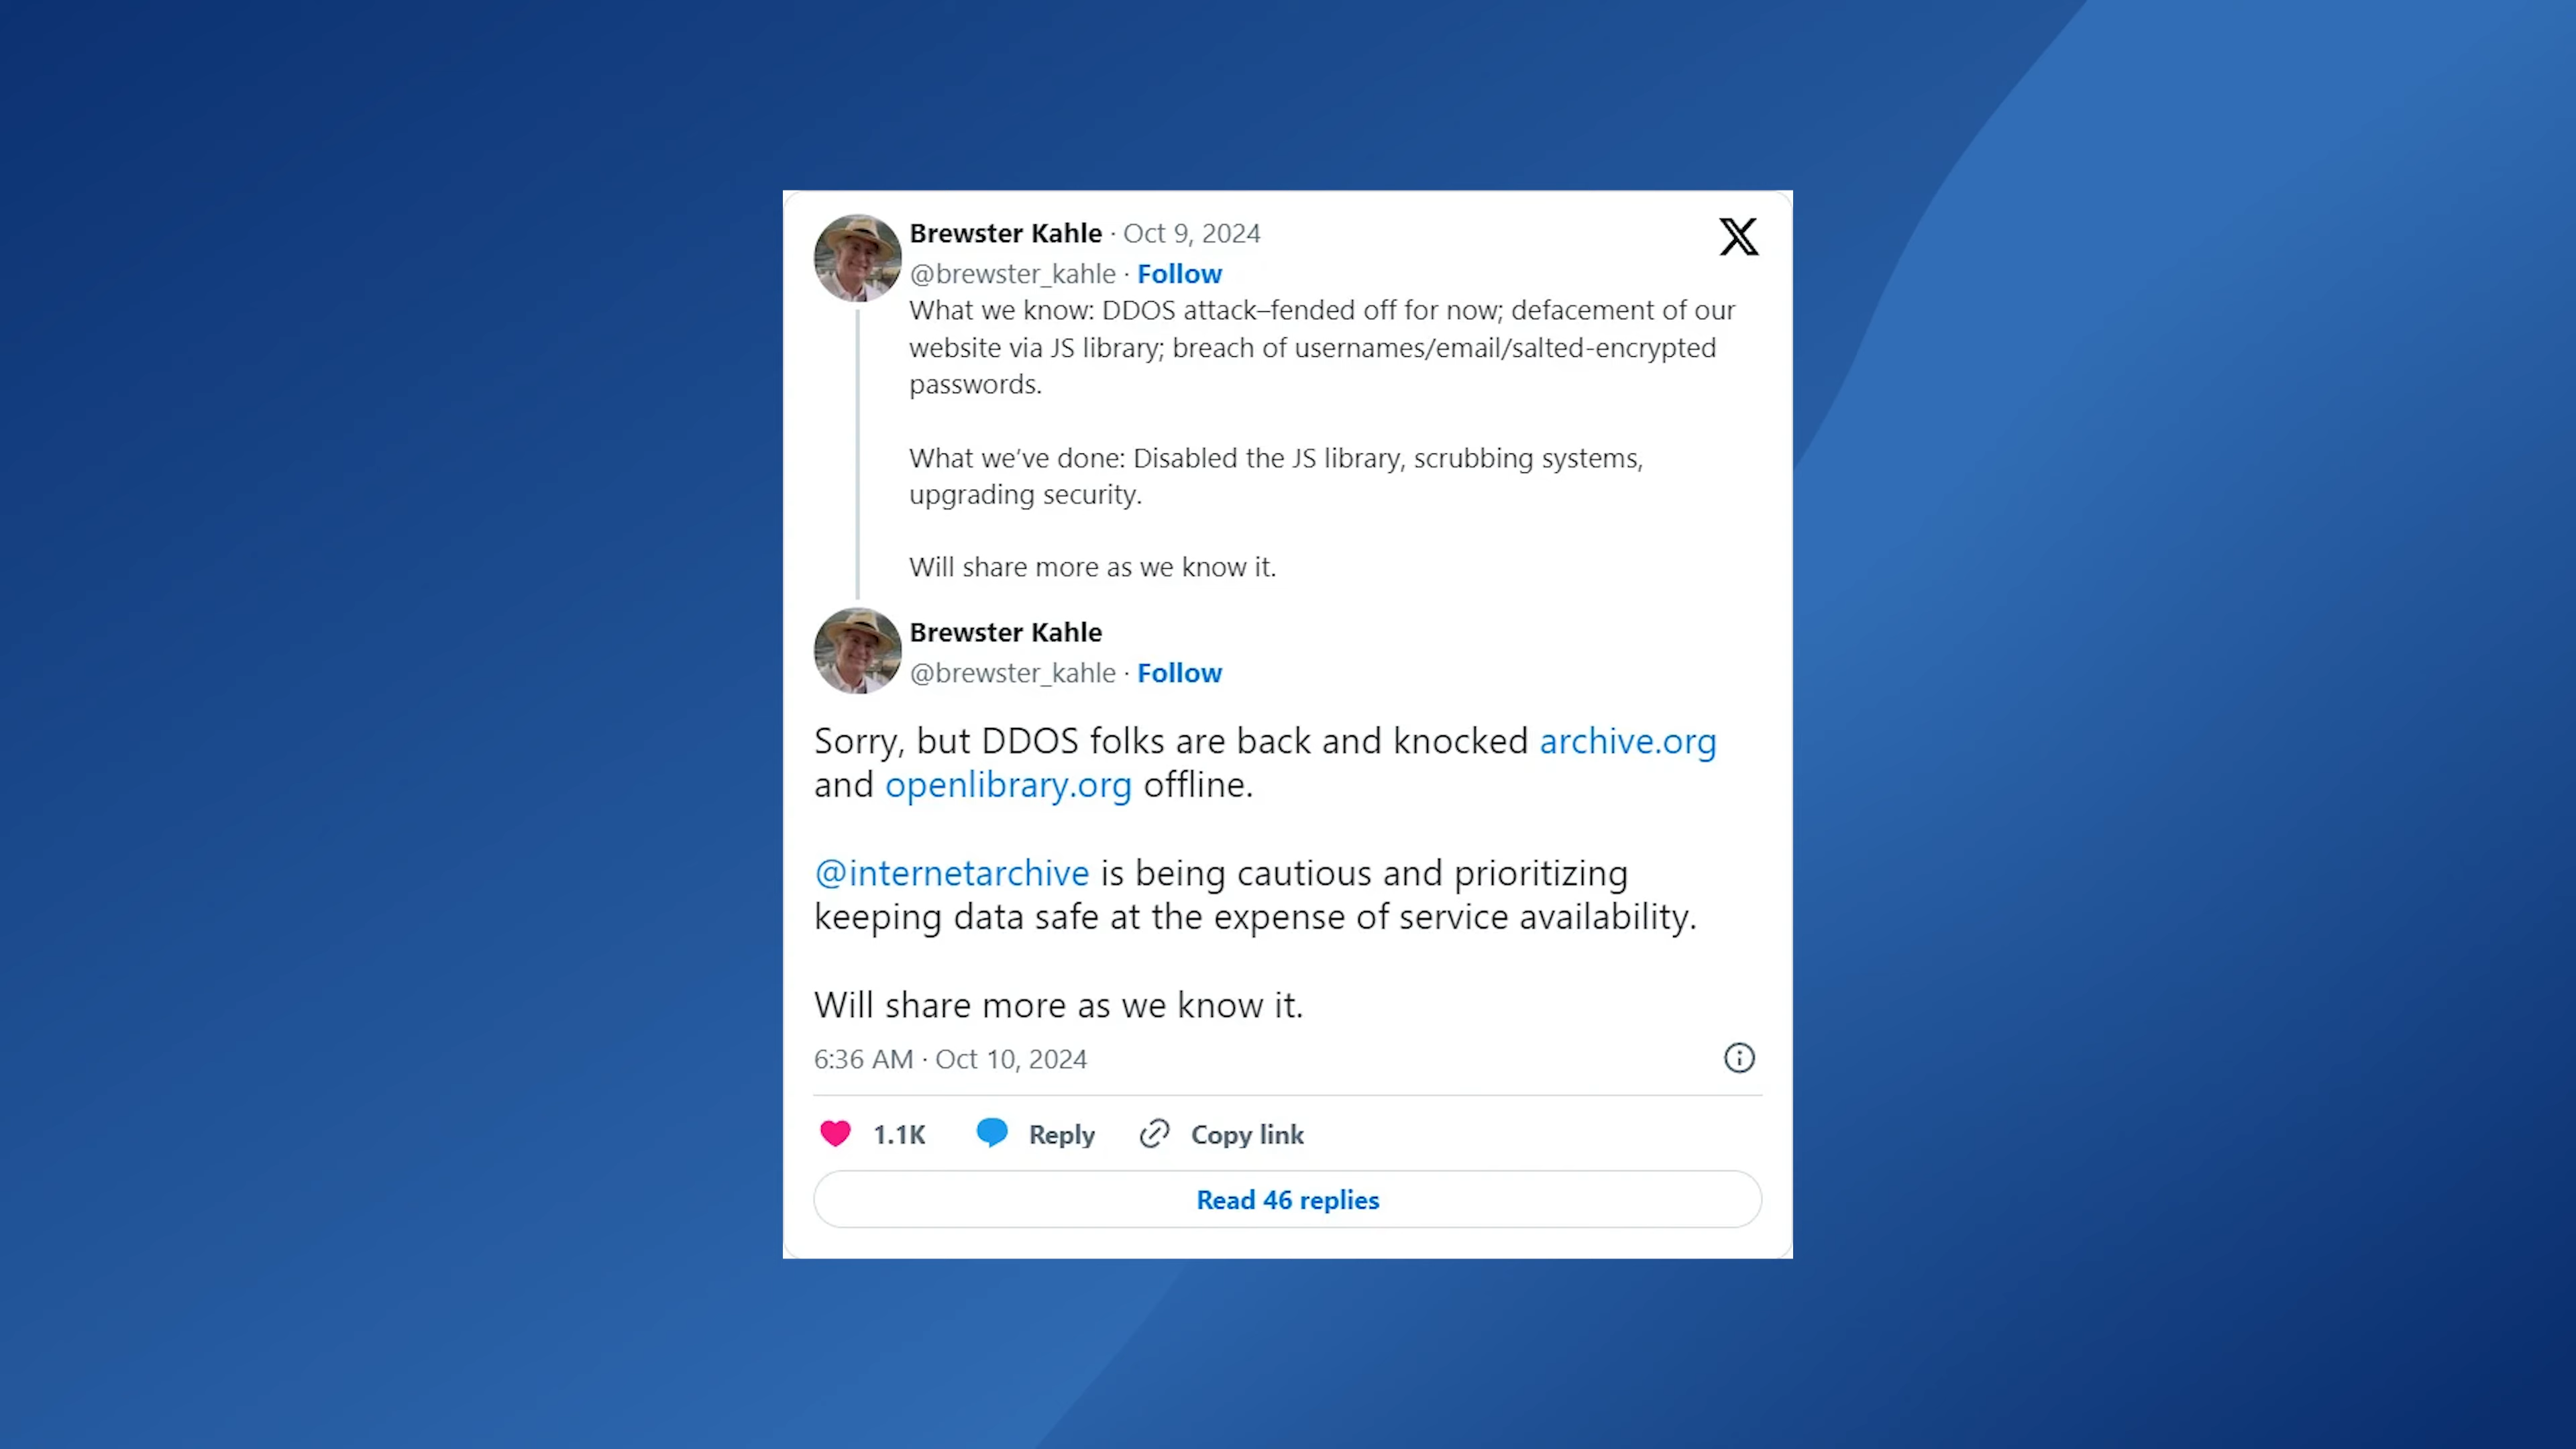 Brewster Kahle · Oct 9, 2024
@brewster_kahle · Follow
What we know: DDOS attack–fended off for now; defacement of our
website via JS library; breach of usernames/email/salted-encrypted
passwords.
What we’ve done: Disabled the JS library, scrubbing systems,
upgrading security.
Will share more as we know it.
Brewster Kahle
@brewster_kahle · Follow
Sorry, but DDOS folks are back and knocked archive.org
and openlibrary.org offline.
@internetarchive is being cautious and prioritizing
keeping data safe at the expense of service availability.
Will share more as we know it.
6:36 AM · Oct 10, 2024
1.1K Reply Copy link
Read 46 replies